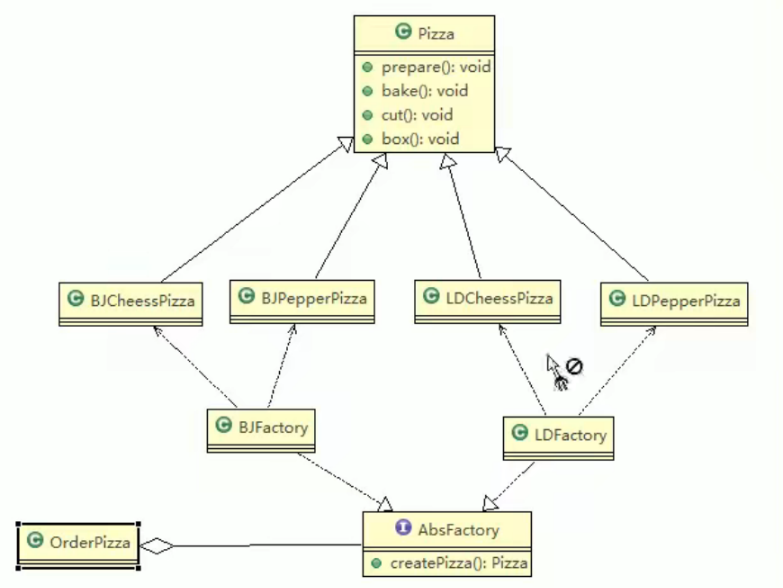 C Pizza
prepare(): void
bake(): void
cut(): void
box(): void
C BJCheessPizza
C BJPepperPizza
C LDCheessPizza
C LDPepperPizza
C BJFactory
C LDFactory
C OrderPizza
I AbsFactory
createPizza(): Pizza